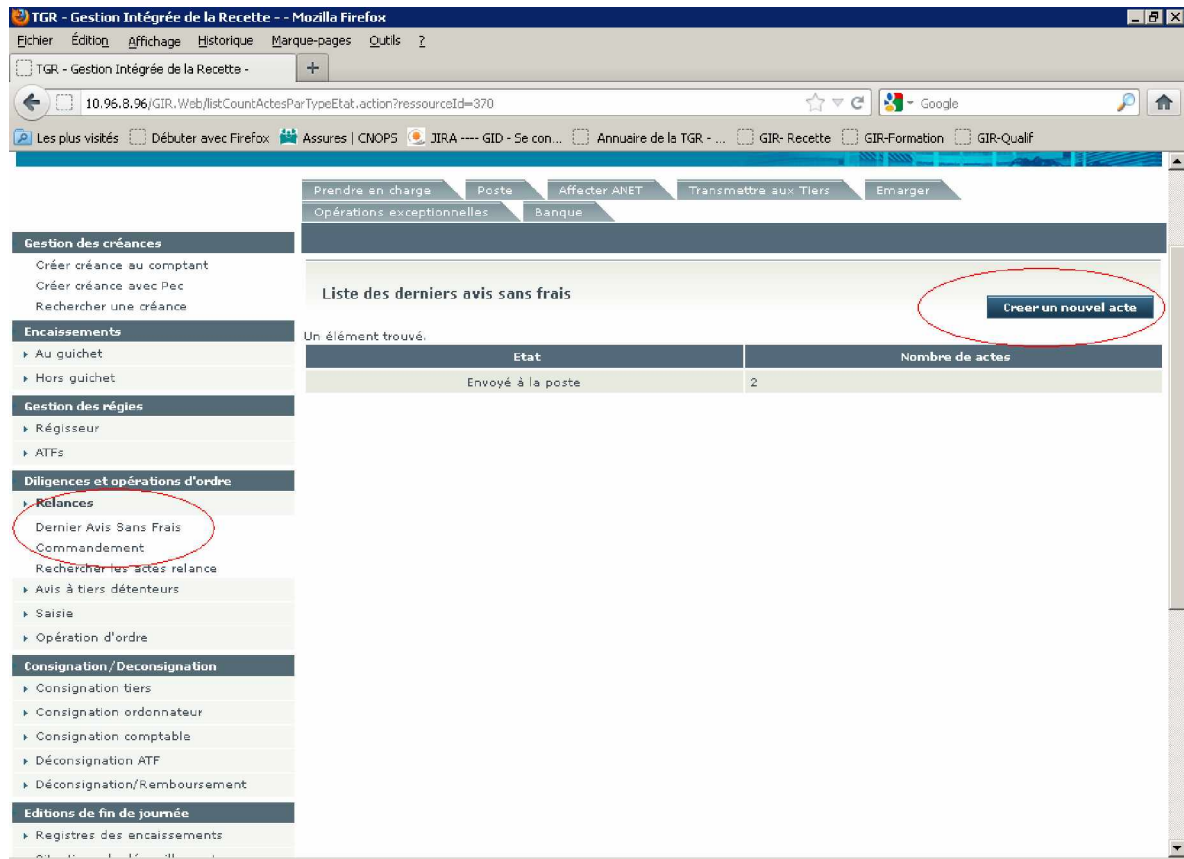 TGR - Gestion Intégrée de la Recette - - Mozilla Firefox
Fichier Édition Affichage Historique Marque-pages Outils ?
TGR - Gestion Intégrée de la Recette - +
10.96.8.96/GIR.Web/listCountActesParTypeEtat.action?ressourceId=370 Google
Les plus visités Débuter avec Firefox Assures | CNOPS JIRA ---- GID - Se con... Annuaire de la TGR - ... GIR- Recette GIR-Formation GIR-Qualif
Prendre en charge Poste Affecter ANET Transmettre aux Tiers Emarger
Opérations exceptionnelles Banque
Gestion des créances
Créer créance au comptant
Créer créance avec Pec
Rechercher une créance
Encaissements
Au guichet
Hors guichet
Gestion des régies
Régisseur
ATFs
Diligences et opérations d'ordre
Relances
Dernier Avis Sans Frais
Commandement
Rechercher les actes relance
Avis à tiers détenteurs
Saisie
Opération d'ordre
Consignation/Deconsignation
Consignation tiers
Consignation ordonnateur
Consignation comptable
Déconsignation ATF
Déconsignation/Remboursement
Editions de fin de journée
Registres des encaissements
Liste des derniers avis sans frais
Creer un nouvel acte
Un élément trouvé.
Etat Nombre de actes
Envoyé à la poste 2